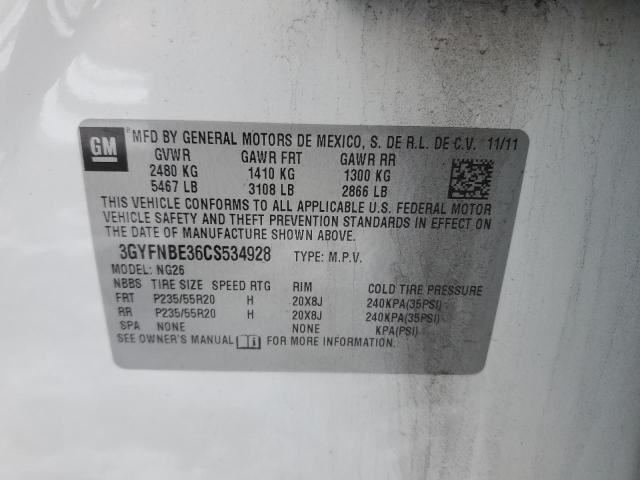 GM ® MFD BY GENERAL MOTORS DE MEXICO, S. DE R.L. DE C.V. 11/11
GVWR GAWR FRT GAWR RR
2480 KG 1410 KG 1300 KG
5467 LB 3108 LB 2866 LB
THIS VEHICLE CONFORMS TO ALL APPLICABLE U.S. FEDERAL MOTOR
VEHICLE SAFETY AND THEFT PREVENTION STANDARDS IN EFFECT ON
THE DATE OF MANUFACTURE SHOWN ABOVE.
3GYFNBE36CS534928 TYPE: M.P.V.
MODEL: NG26
NBBS TIRE SIZE SPEED RTG RIM COLD TIRE PRESSURE
FRT P235/55R20 H 20X8J 240KPA(35PSI)
RR P235/55R20 H 20X8J 240KPA(35PSI)
SPA NONE NONE KPA(PSI)
SEE OWNER'S MANUAL FOR MORE INFORMATION.